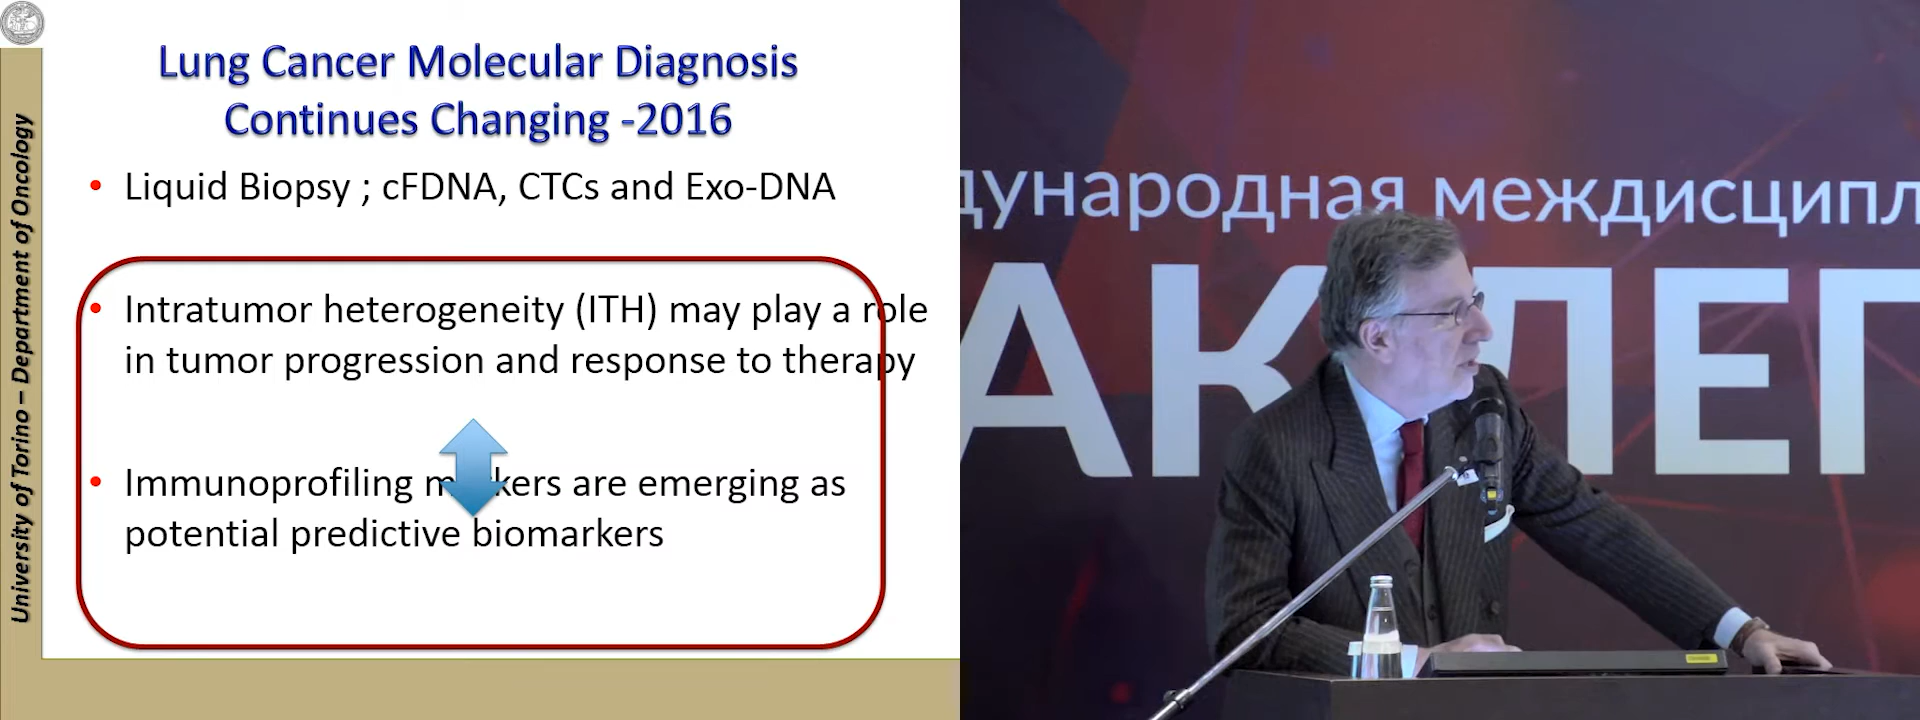 Lung Cancer Molecular Diagnosis
Continues Changing -2016
• Liquid Biopsy ; cFDNA, CTCs and Exo-DNA
• Intratumor heterogeneity (ITH) may play a role
in tumor progression and response to therapy
• Immunoprofiling m kers are emerging as
potential predictive biomarkers
University of Torino – Department of Oncology
дународная междисципл
АК ЛЕГ